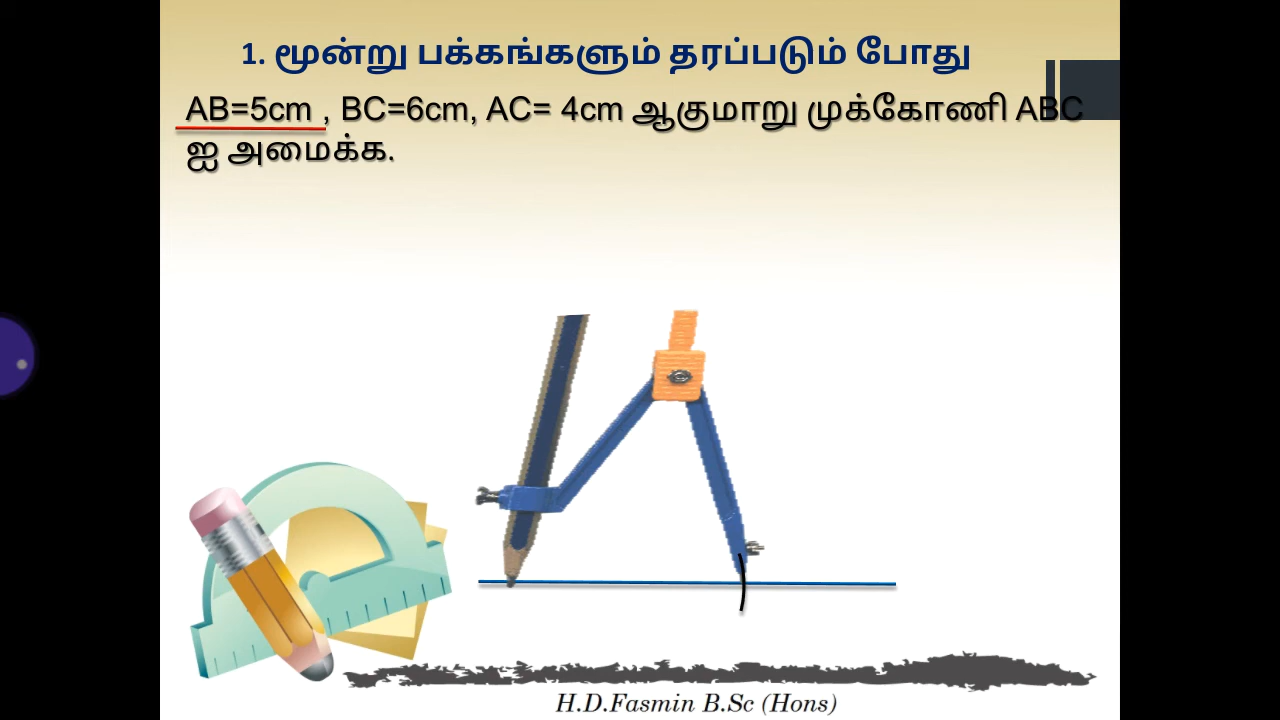 1. மூன்று பக்கங்களும் தரப்படும் போது
AB=5cm , BC=6cm, AC= 4cm ஆகுமாறு முக்கோணி ABC
ஐ அமைக்க.
H.D.Fasmin B.Sc (Hons)